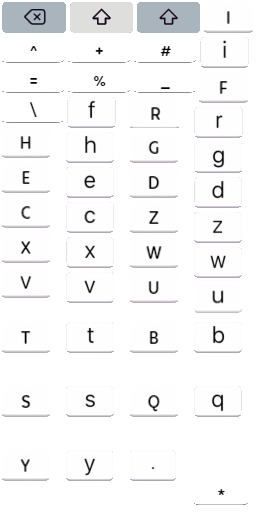 I
^ + # i
= % _ F
\ f R r
H h G g
E e D d
C c Z z
X x W w
V v U u
T t B b
S s Q q
Y y .
*